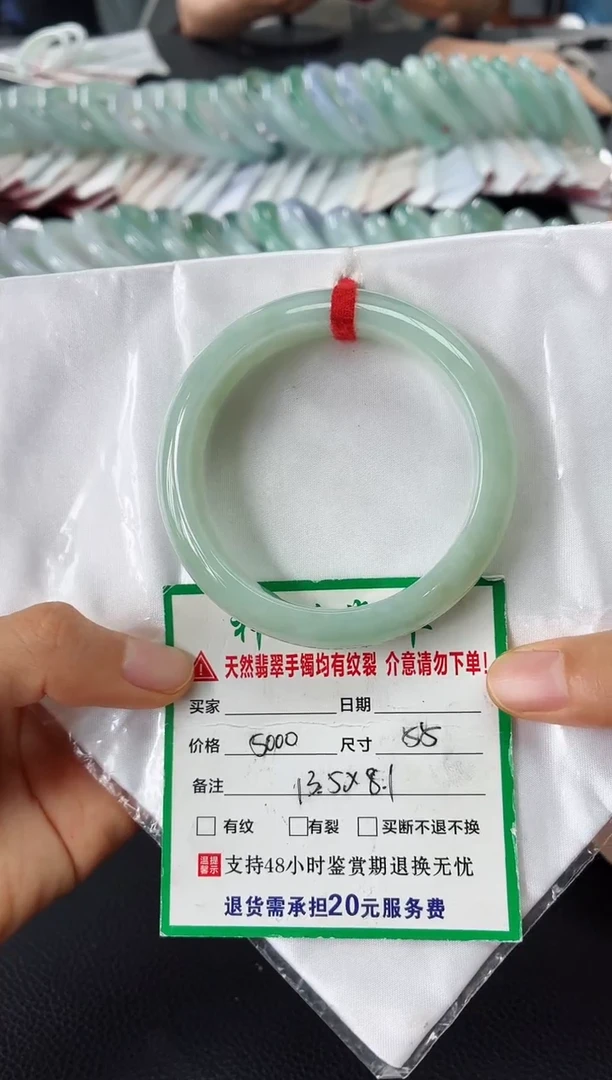 天然翡翠手镯均有纹裂 介意请勿下单!
买家 日期
价格 5000 尺寸 55
备注 13.5×8.1
有纹 有裂 买断不退不换
温馨提示 支持48小时鉴赏期退换无忧
退货需承担20元服务费